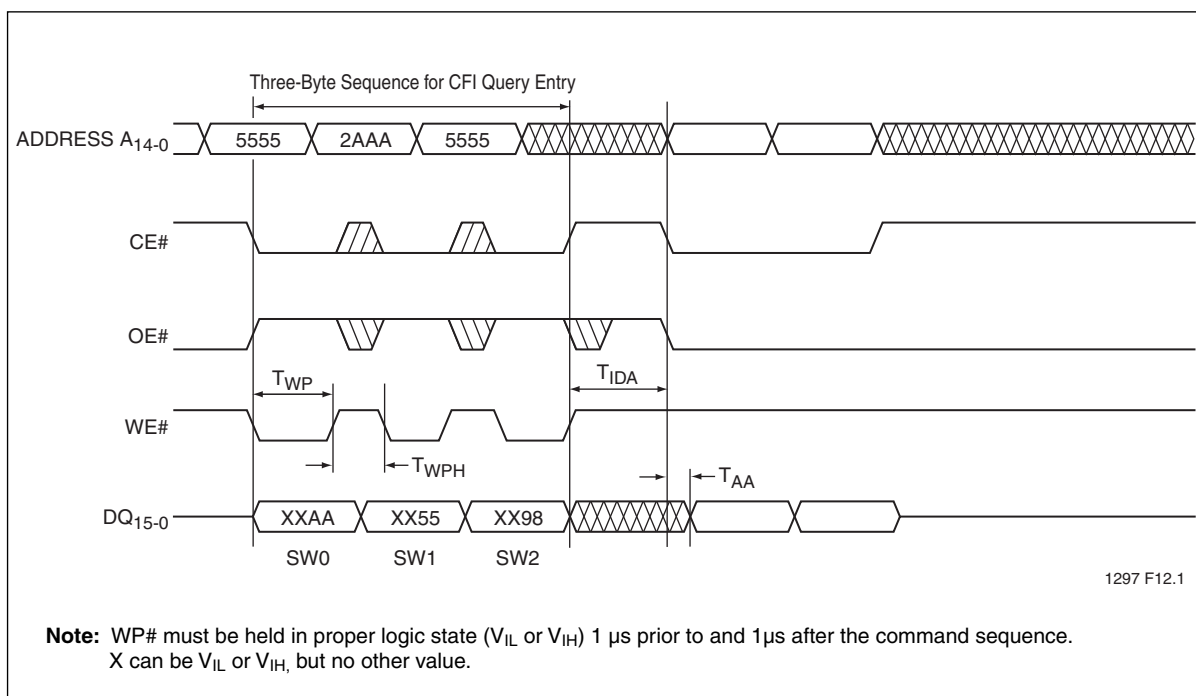 Three-Byte Sequence for CFI Query Entry
ADDRESS A14-0
5555 2AAA 5555
CE#
OE#
TWP TIDA
WE#
TWPH TAA
DQ15-0
XXAA XX55 XX98
SW0 SW1 SW2
1297 F12.1
Note: WP# must be held in proper logic state (VIL or VIH) 1 µs prior to and 1µs after the command sequence.
X can be VIL or VIH, but no other value.